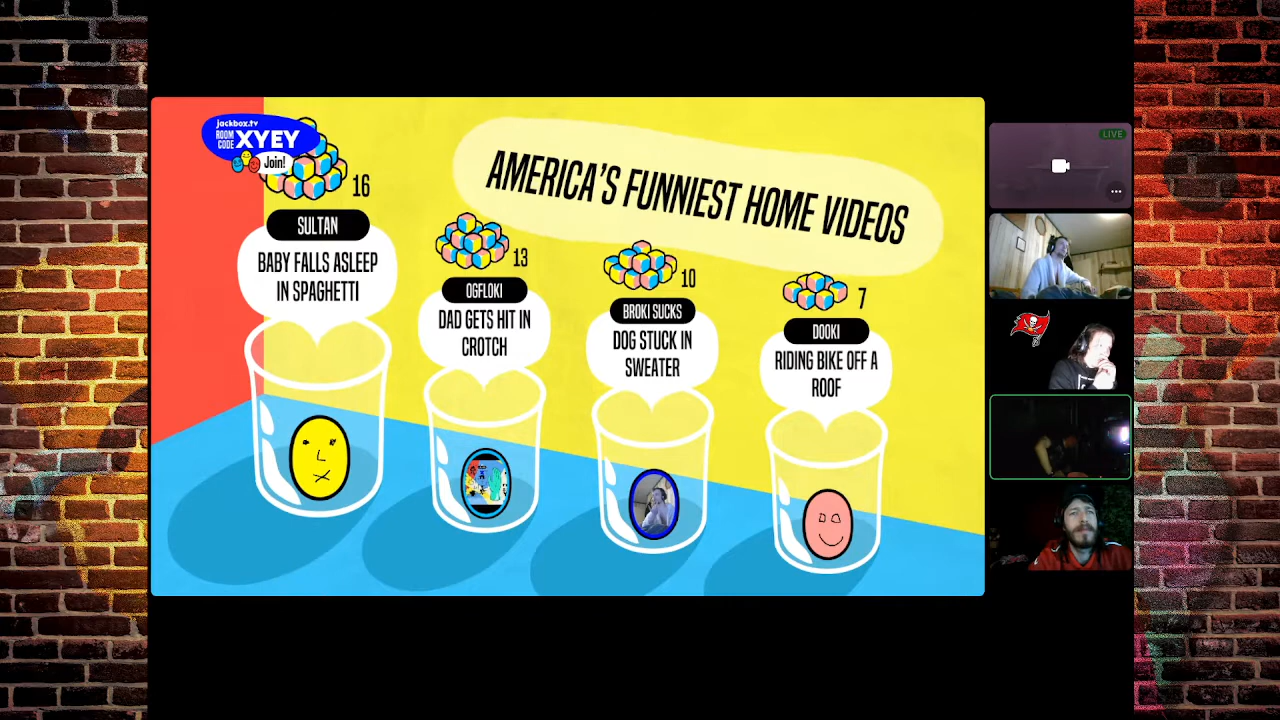 jackbox.tv
ROOM
CODE
XYEY
Join!
AMERICA'S FUNNIEST HOME VIDEOS
16
SULTAN
BABY FALLS ASLEEP
IN SPAGHETTI
13
OGFLOKI
DAD GETS HIT IN
CROTCH
10
BROKI SUCKS
DOG STUCK IN
SWEATER
7
DOOKI
RIDING BIKE OFF A
ROOF
LIVE